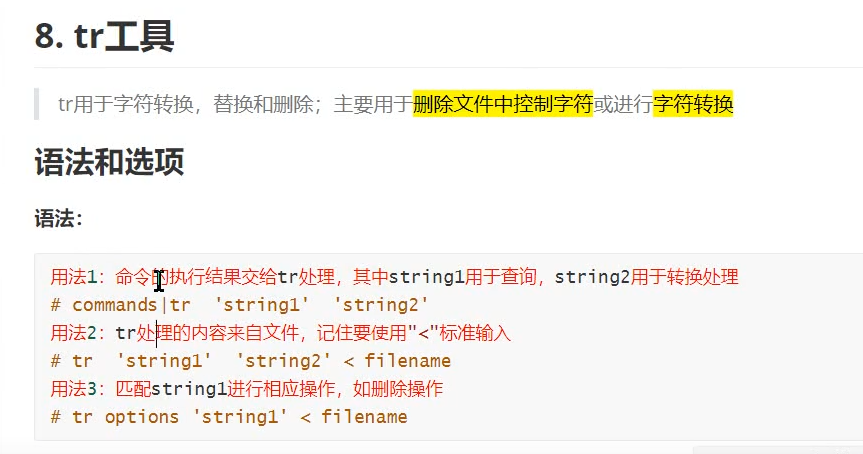 8. tr工具
tr用于字符转换，替换和删除；主要用于删除文件中控制字符或进行字符转换
语法和选项
语法：
用法1：命令的执行结果交给tr处理，其中string1用于查询，string2用于转换处理
# commands|tr  'string1'  'string2'
用法2：tr处理的内容来自文件，记住要使用"<"标准输入
# tr  'string1'  'string2' < filename
用法3：匹配string1进行相应操作，如删除操作
# tr options 'string1' < filename